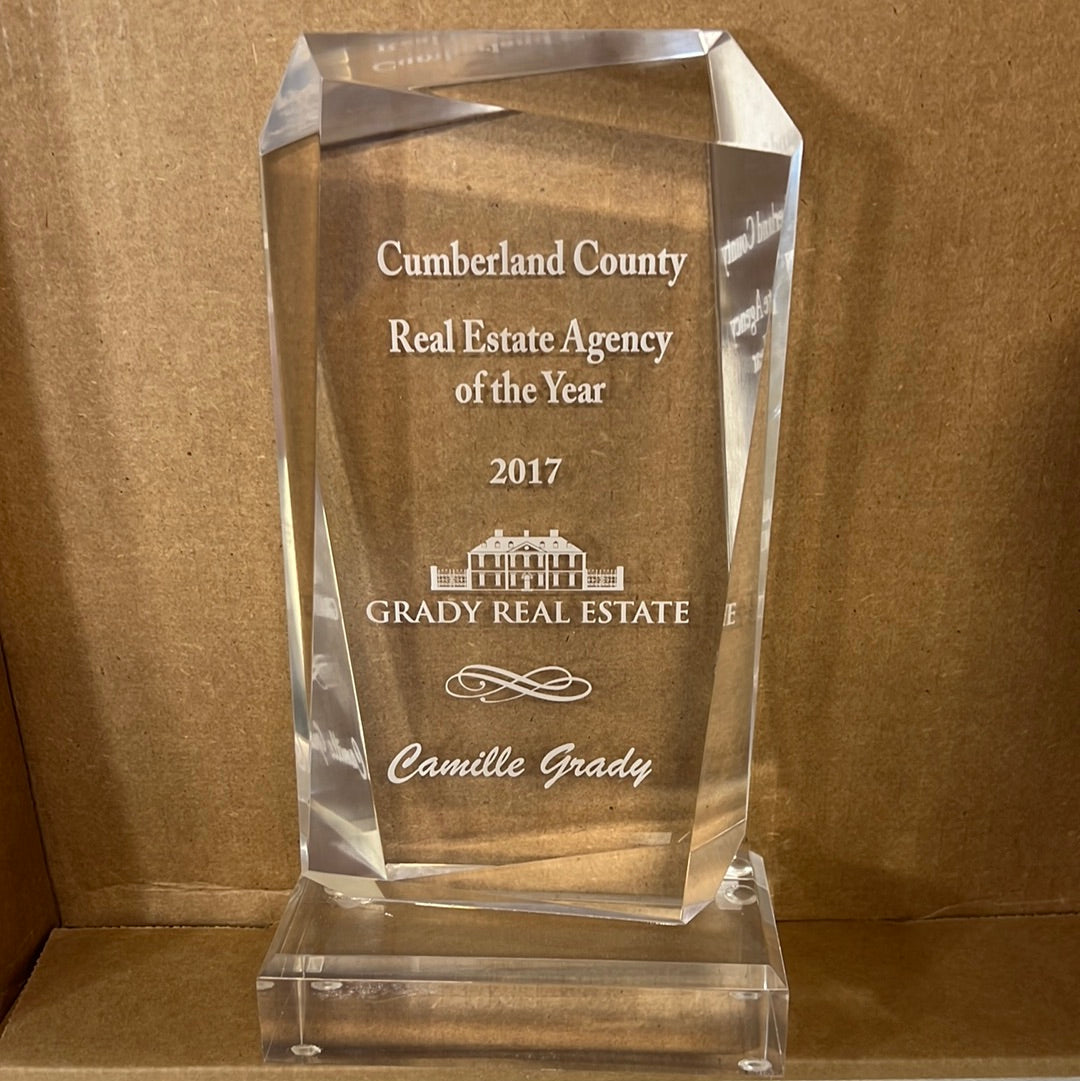 Cumberland County
Real Estate Agency
of the Year
2017
GRADY REAL ESTATE
Camille Grady